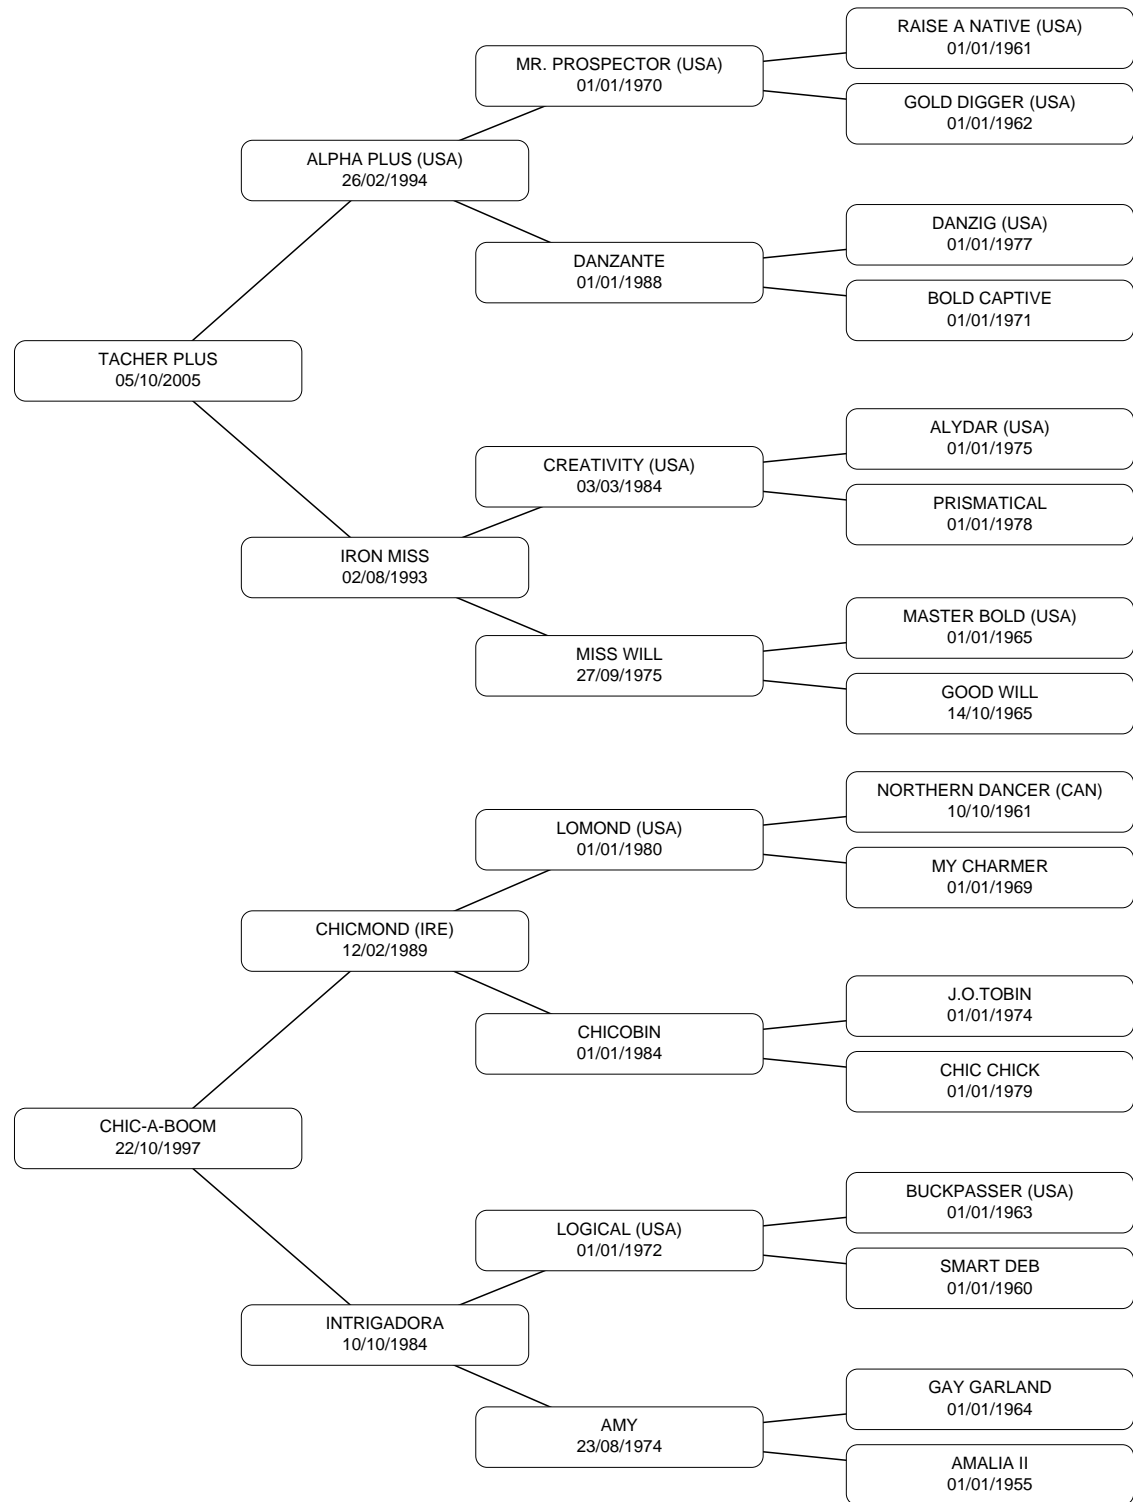 RAISE A NATIVE (USA)
01/01/1961
MR. PROSPECTOR (USA)
01/01/1970
GOLD DIGGER (USA)
01/01/1962
ALPHA PLUS (USA)
26/02/1994
DANZIG (USA)
01/01/1977
DANZANTE
01/01/1988
BOLD CAPTIVE
01/01/1971
TACHER PLUS
05/10/2005
ALYDAR (USA)
01/01/1975
CREATIVITY (USA)
03/03/1984
PRISMATICAL
01/01/1978
IRON MISS
02/08/1993
MASTER BOLD (USA)
01/01/1965
MISS WILL
27/09/1975
GOOD WILL
14/10/1965
NORTHERN DANCER (CAN)
10/10/1961
LOMOND (USA)
01/01/1980
MY CHARMER
01/01/1969
CHICMOND (IRE)
12/02/1989
J.O.TOBIN
01/01/1974
CHICOBIN
01/01/1984
CHIC CHICK
01/01/1979
CHIC-A-BOOM
22/10/1997
BUCKPASSER (USA)
01/01/1963
LOGICAL (USA)
01/01/1972
SMART DEB
01/01/1960
INTRIGADORA
10/10/1984
GAY GARLAND
01/01/1964
AMY
23/08/1974
AMALIA II
01/01/1955